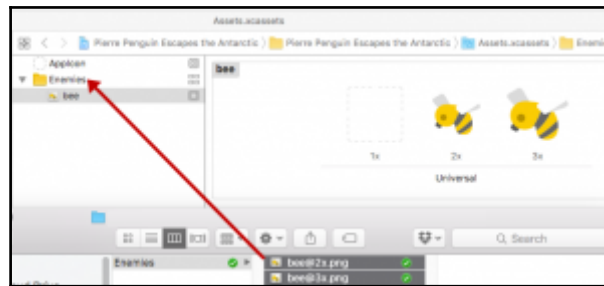 Assets.xcassets
Pierre Penguin Escapes the Antarctic Pierre Penguin Escapes the Antarctic Assets.xcassets Enemies
AppIcon
Enemies
bee
bee
1x
2x
3x
Universal
Search
Enemies
bee@2x.png
bee@3x.png